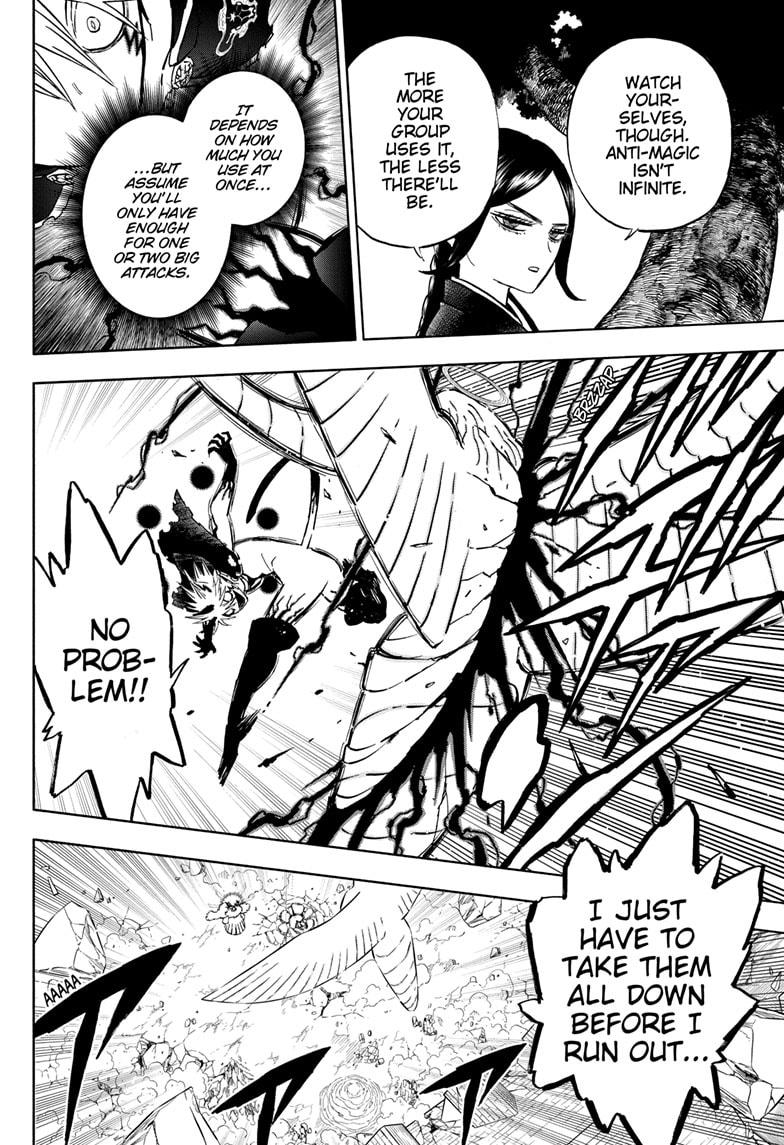 WATCH
YOUR-
SELVES,
THOUGH.
ANTI-MAGIC
ISN'T
INFINITE.
THE
MORE
YOUR
GROUP
USES IT,
THE LESS
THERE'LL
BE.
IT
DEPENDS
ON HOW
MUCH YOU
USE AT
ONCE...
...BUT
ASSUME
YOU'LL
ONLY HAVE
ENOUGH
FOR ONE
OR TWO BIG
ATTACKS.
BRZZAP
NO
PROB-
LEM!!
I JUST
HAVE TO
TAKE THEM
ALL DOWN
BEFORE I
RUN OUT...
AAAAA